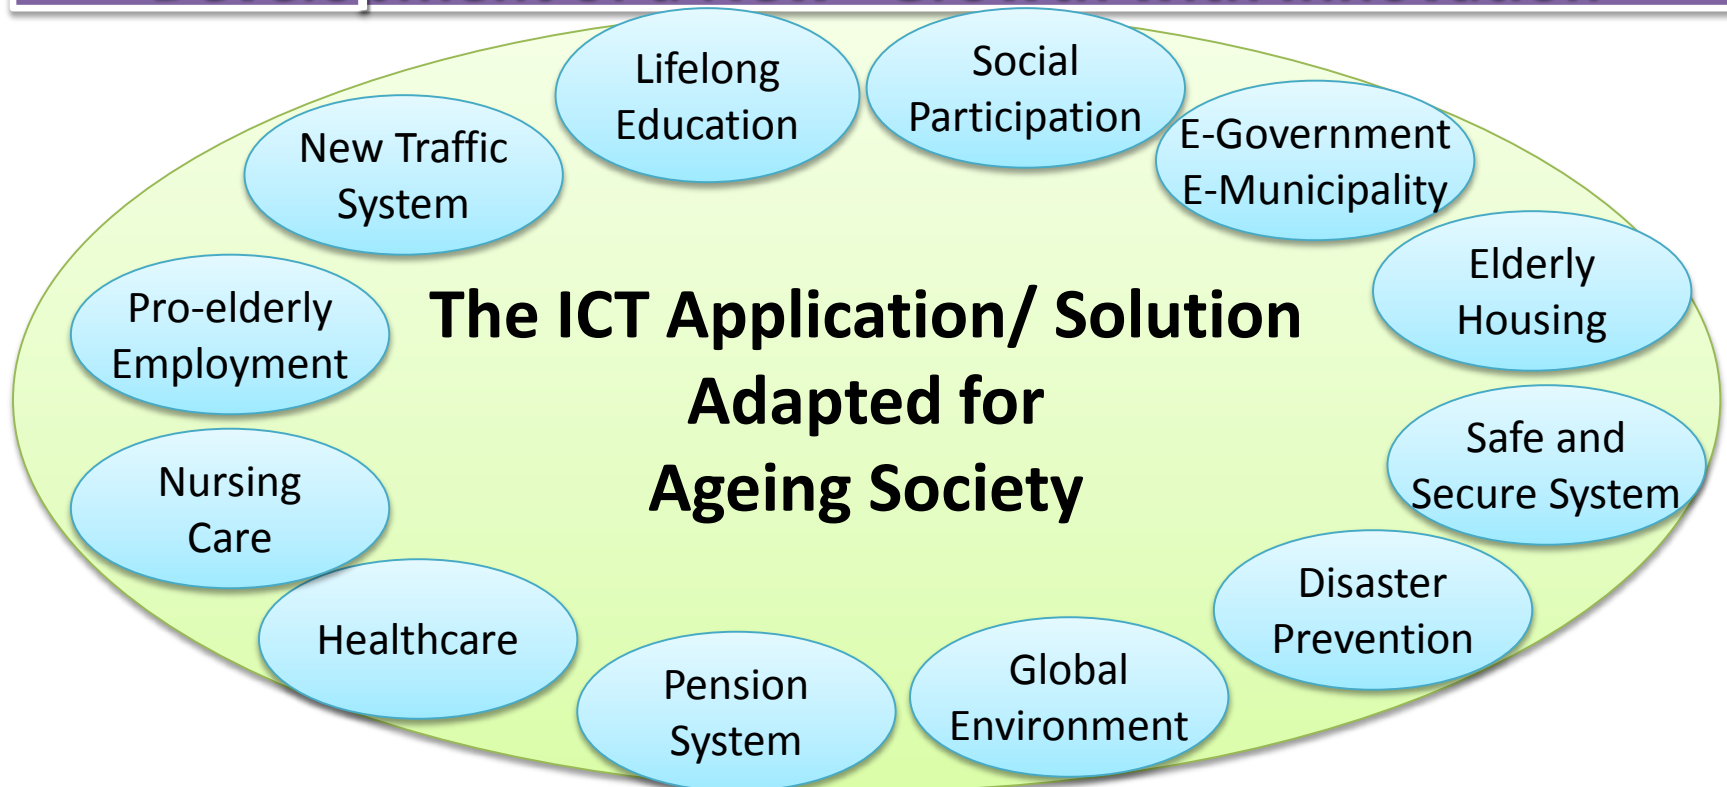 Lifelong
Education
Social
Participation
E-Government
E-Municipality
New Traffic
System
Elderly
Housing
Pro-elderly
Employment
The ICT Application/ Solution
Adapted for
Ageing Society
Safe and
Secure System
Nursing
Care
Disaster
Prevention
Healthcare
Global
Environment
Pension
System